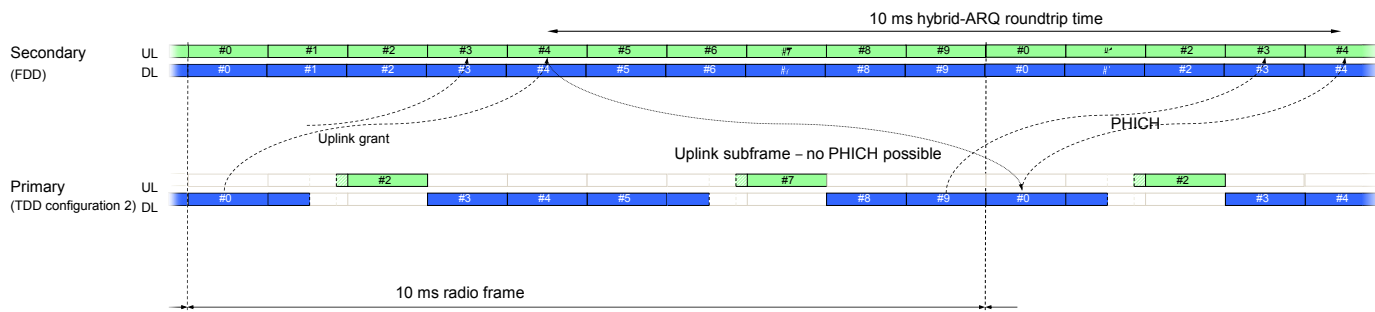 10 ms hybrid-ARQ roundtrip time
Secondary
(FDD)
UL #0 #1 #2 #3 #4 #5 #6 #7 #8 #9 #0 #2 #3 #4
DL #0 #1 #2 #3 #4 #5 #6 #8 #9 #0 #2 #3 #4
Uplink grant
PHICH
Uplink subframe – no PHICH possible
Primary
(TDD configuration 2)
UL #2 #7 #2
DL #0 #3 #4 #5 #8 #9 #0 #3 #4
10 ms radio frame